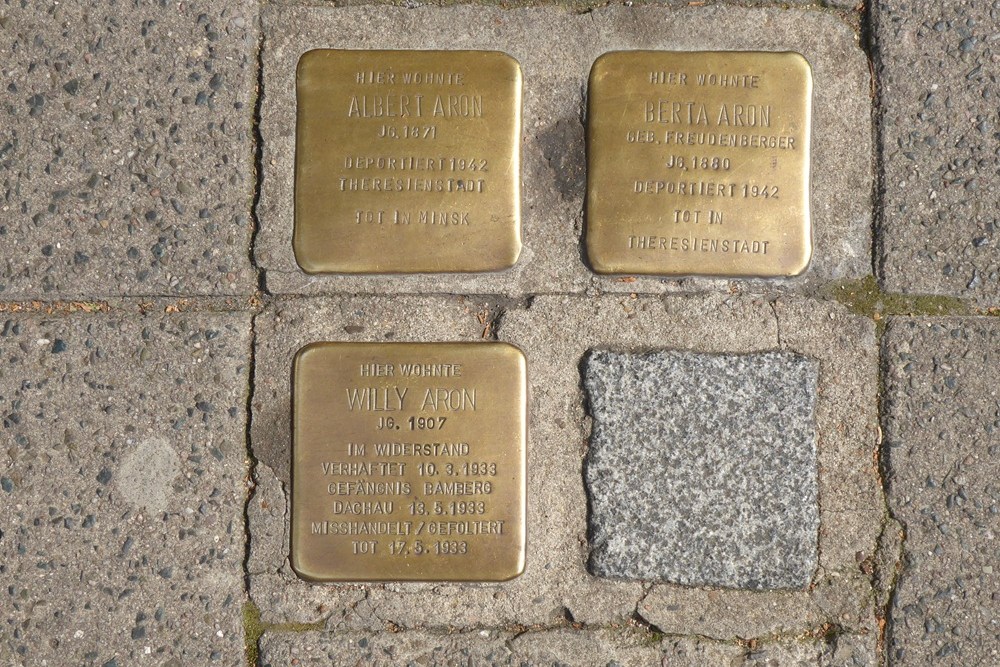 HIER WOHNTE
ALBERT ARON
JG. 1871
DEPORTIERT 1942
THERESIENSTADT
TOT IN MINSK
HIER WOHNTE
BERTA ARON
GEB. FREUDENBERGER
JG. 1880
DEPORTIERT 1942
TOT IN
THERESIENSTADT
HIER WOHNTE
WILLY ARON
JG. 1907
IM WIDERSTAND
VERHAFTET 10.3.1933
GEFÄNGNIS BAMBERG
DACHAU 13.5.1933
MISSHANDELT/GEFOLTERT
TOT 17.5.1933